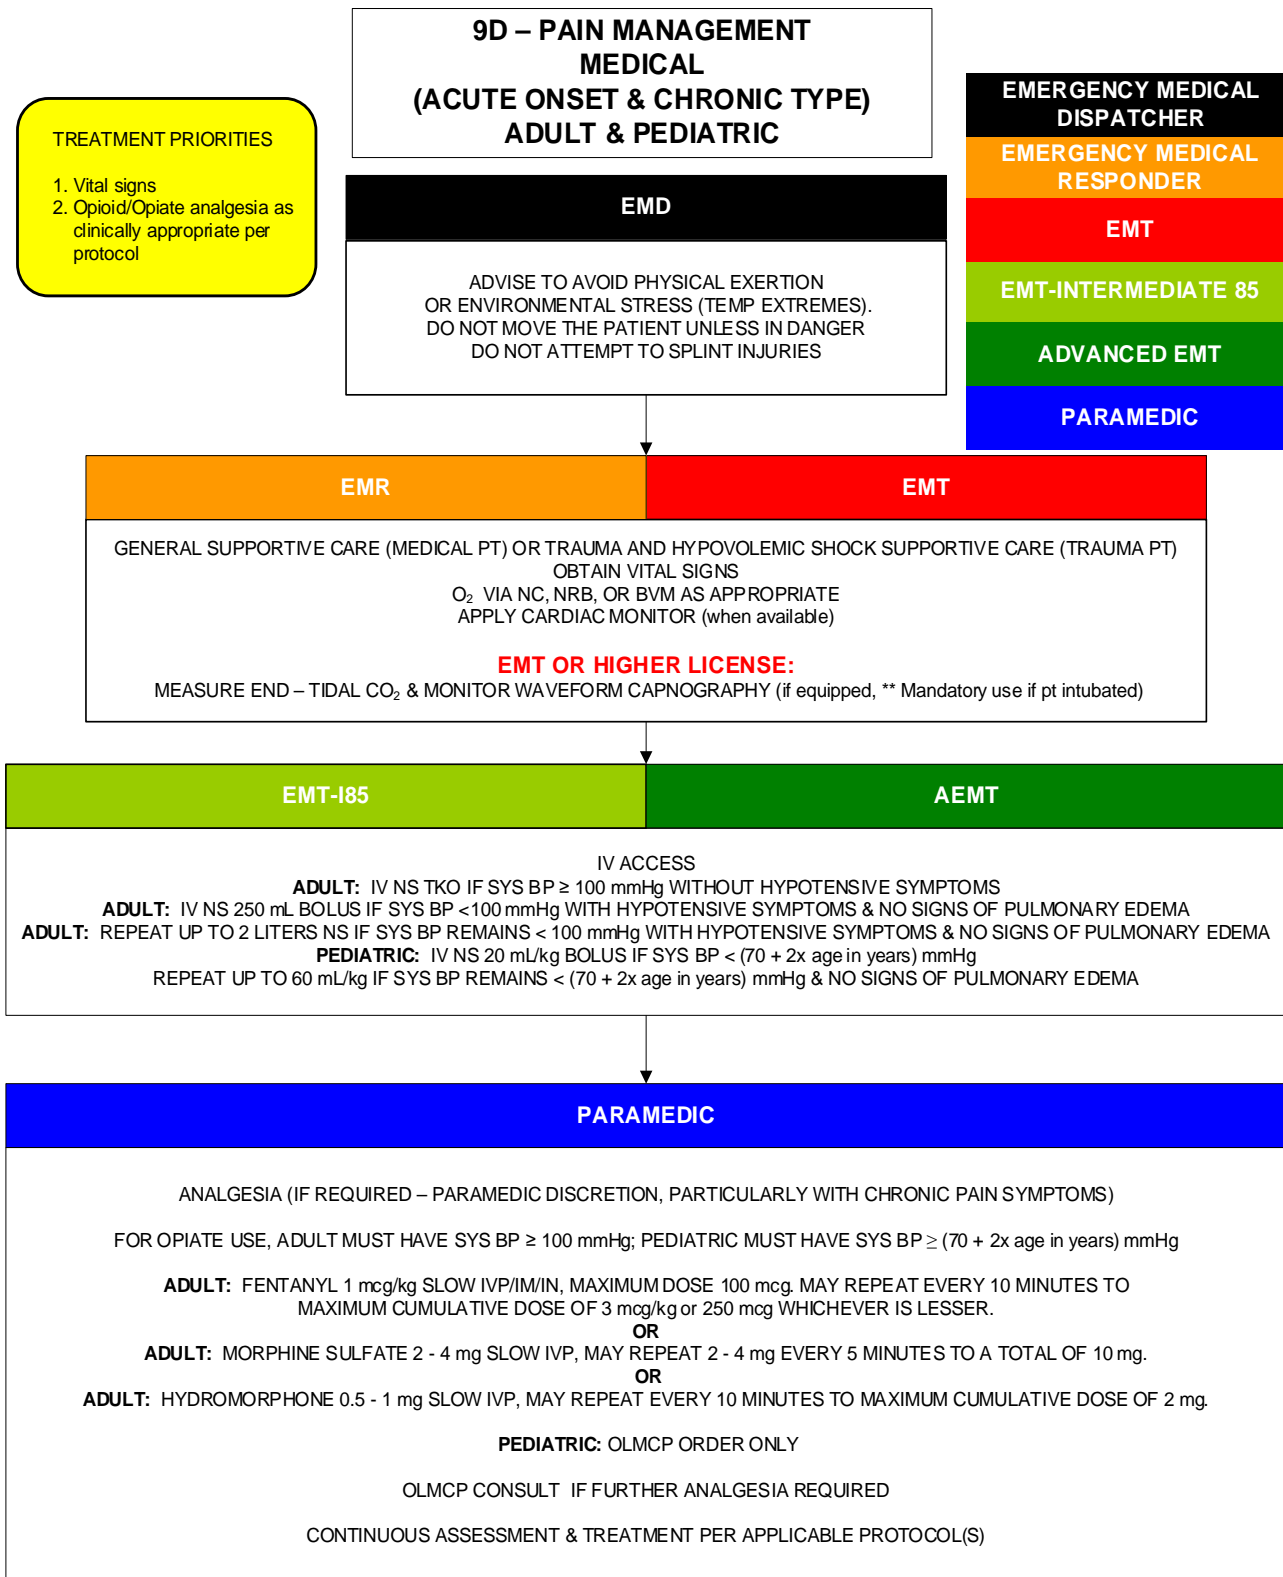 9D – PAIN MANAGEMENT
MEDICAL
(ACUTE ONSET & CHRONIC TYPE)
ADULT & PEDIATRIC
TREATMENT PRIORITIES
1. Vital signs
2. Opioid/Opiate analgesia as
clinically appropriate per
protocol
EMERGENCY MEDICAL
DISPATCHER
EMERGENCY MEDICAL
RESPONDER
EMT
EMT-INTERMEDIATE 85
ADVANCED EMT
PARAMEDIC
EMD
ADVISE TO AVOID PHYSICAL EXERTION
OR ENVIRONMENTAL STRESS (TEMP EXTREMES).
DO NOT MOVE THE PATIENT UNLESS IN DANGER
DO NOT ATTEMPT TO SPLINT INJURIES
EMR
EMT
GENERAL SUPPORTIVE CARE (MEDICAL PT) OR TRAUMA AND HYPOVOLEMIC SHOCK SUPPORTIVE CARE (TRAUMA PT)
OBTAIN VITAL SIGNS
O₂ VIA NC, NRB, OR BVM AS APPROPRIATE
APPLY CARDIAC MONITOR (when available)
EMT OR HIGHER LICENSE:
MEASURE END – TIDAL CO₂ & MONITOR WAVEFORM CAPNOGRAPHY (if equipped, ** Mandatory use if pt intubated)
EMT-I85
AEMT
IV ACCESS
ADULT: IV NS TKO IF SYS BP ≥ 100 mmHg WITHOUT HYPOTENSIVE SYMPTOMS
ADULT: IV NS 250 mL BOLUS IF SYS BP <100 mmHg WITH HYPOTENSIVE SYMPTOMS & NO SIGNS OF PULMONARY EDEMA
ADULT: REPEAT UP TO 2 LITERS NS IF SYS BP REMAINS < 100 mmHg WITH HYPOTENSIVE SYMPTOMS & NO SIGNS OF PULMONARY EDEMA
PEDIATRIC: IV NS 20 mL/kg BOLUS IF SYS BP < (70 + 2x age in years) mmHg
REPEAT UP TO 60 mL/kg IF SYS BP REMAINS < (70 + 2x age in years) mmHg & NO SIGNS OF PULMONARY EDEMA
PARAMEDIC
ANALGESIA (IF REQUIRED – PARAMEDIC DISCRETION, PARTICULARLY WITH CHRONIC PAIN SYMPTOMS)
FOR OPIATE USE, ADULT MUST HAVE SYS BP ≥ 100 mmHg; PEDIATRIC MUST HAVE SYS BP ≥ (70 + 2x age in years) mmHg
ADULT: FENTANYL 1 mcg/kg SLOW IVP/IM/IN, MAXIMUM DOSE 100 mcg. MAY REPEAT EVERY 10 MINUTES TO
MAXIMUM CUMULATIVE DOSE OF 3 mcg/kg or 250 mcg WHICHEVER IS LESSER.
OR
ADULT: MORPHINE SULFATE 2 - 4 mg SLOW IVP, MAY REPEAT 2 - 4 mg EVERY 5 MINUTES TO A TOTAL OF 10 mg.
OR
ADULT: HYDROMORPHONE 0.5 - 1 mg SLOW IVP, MAY REPEAT EVERY 10 MINUTES TO MAXIMUM CUMULATIVE DOSE OF 2 mg.
PEDIATRIC: OLMCP ORDER ONLY
OLMCP CONSULT IF FURTHER ANALGESIA REQUIRED
CONTINUOUS ASSESSMENT & TREATMENT PER APPLICABLE PROTOCOL(S)